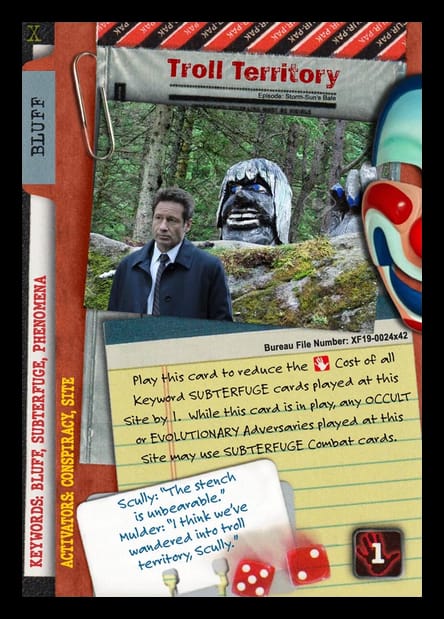 X
UR-PAK
Troll Territory
Episode: Storm-Sun's Bate
BLUFF
KEYWORDS: BLUFF, SUBTERFUGE, PHENOMENA
ACTIVATORS: CONSPIRACY, SITE
Bureau File Number: XF19-0024x42
Play this card to reduce the Cost of all
Keyword SUBTERFUGE cards played at this
Site by 1. While this card is in play, any OCCULT
or EVOLUTIONARY Adversaries played at this
Site may use SUBTERFUGE Combat cards.
Scully: "The stench
is unbearable."
Mulder: "I think we've
wandered into troll
territory, Scully."
1